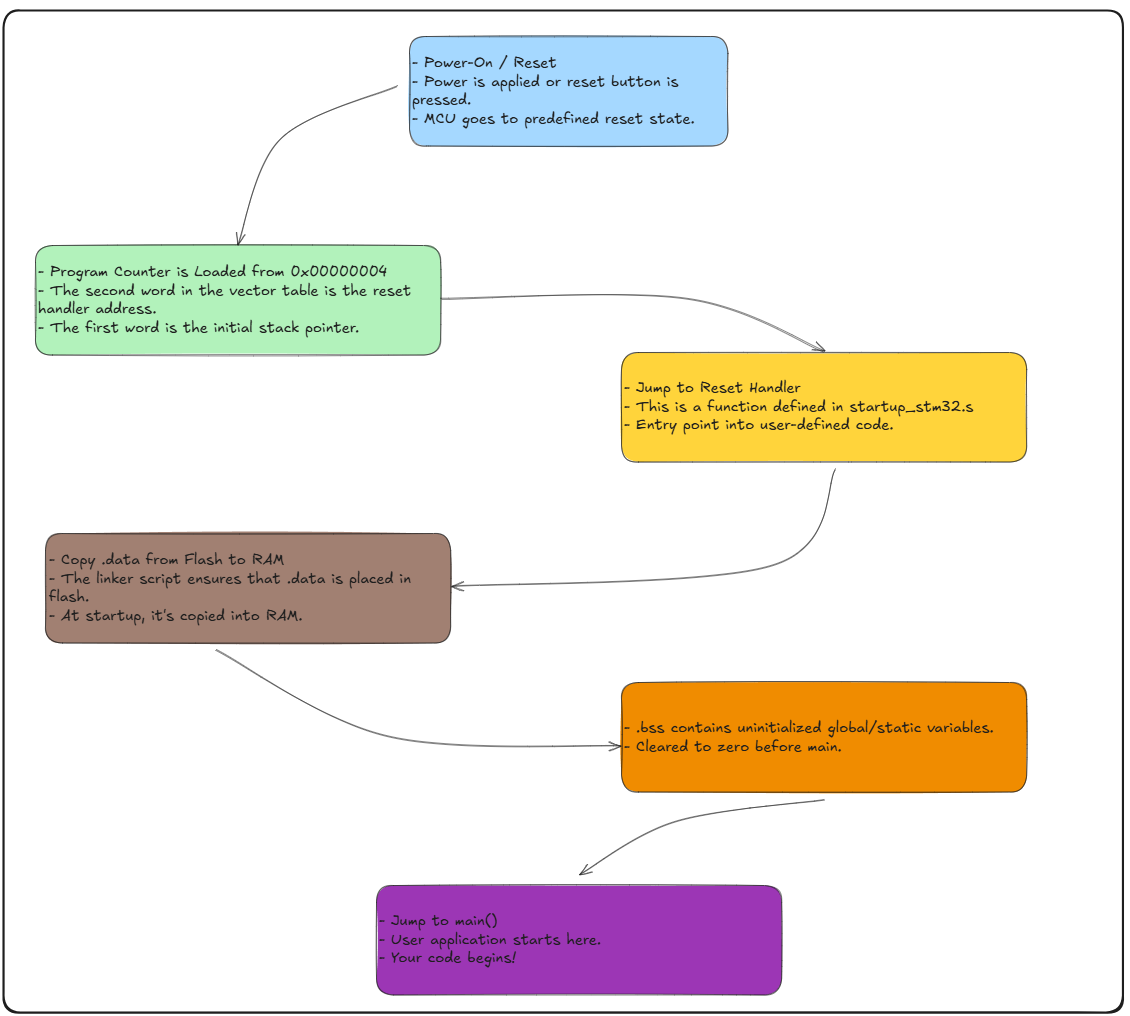 - Power-On / Reset
- Power is applied or reset button is
pressed.
- MCU goes to predefined reset state.
- Program Counter is Loaded from 0x00000004
- The second word in the vector table is the reset
handler address.
- The first word is the initial stack pointer.
- Jump to Reset Handler
- This is a function defined in startup_stm32.s
- Entry point into user-defined code.
- Copy .data from Flash to RAM
- The linker script ensures that .data is placed in
flash.
- At startup, it's copied into RAM.
- .bss contains uninitialized global/static variables.
- Cleared to zero before main.
- Jump to main()
- User application starts here.
- Your code begins!